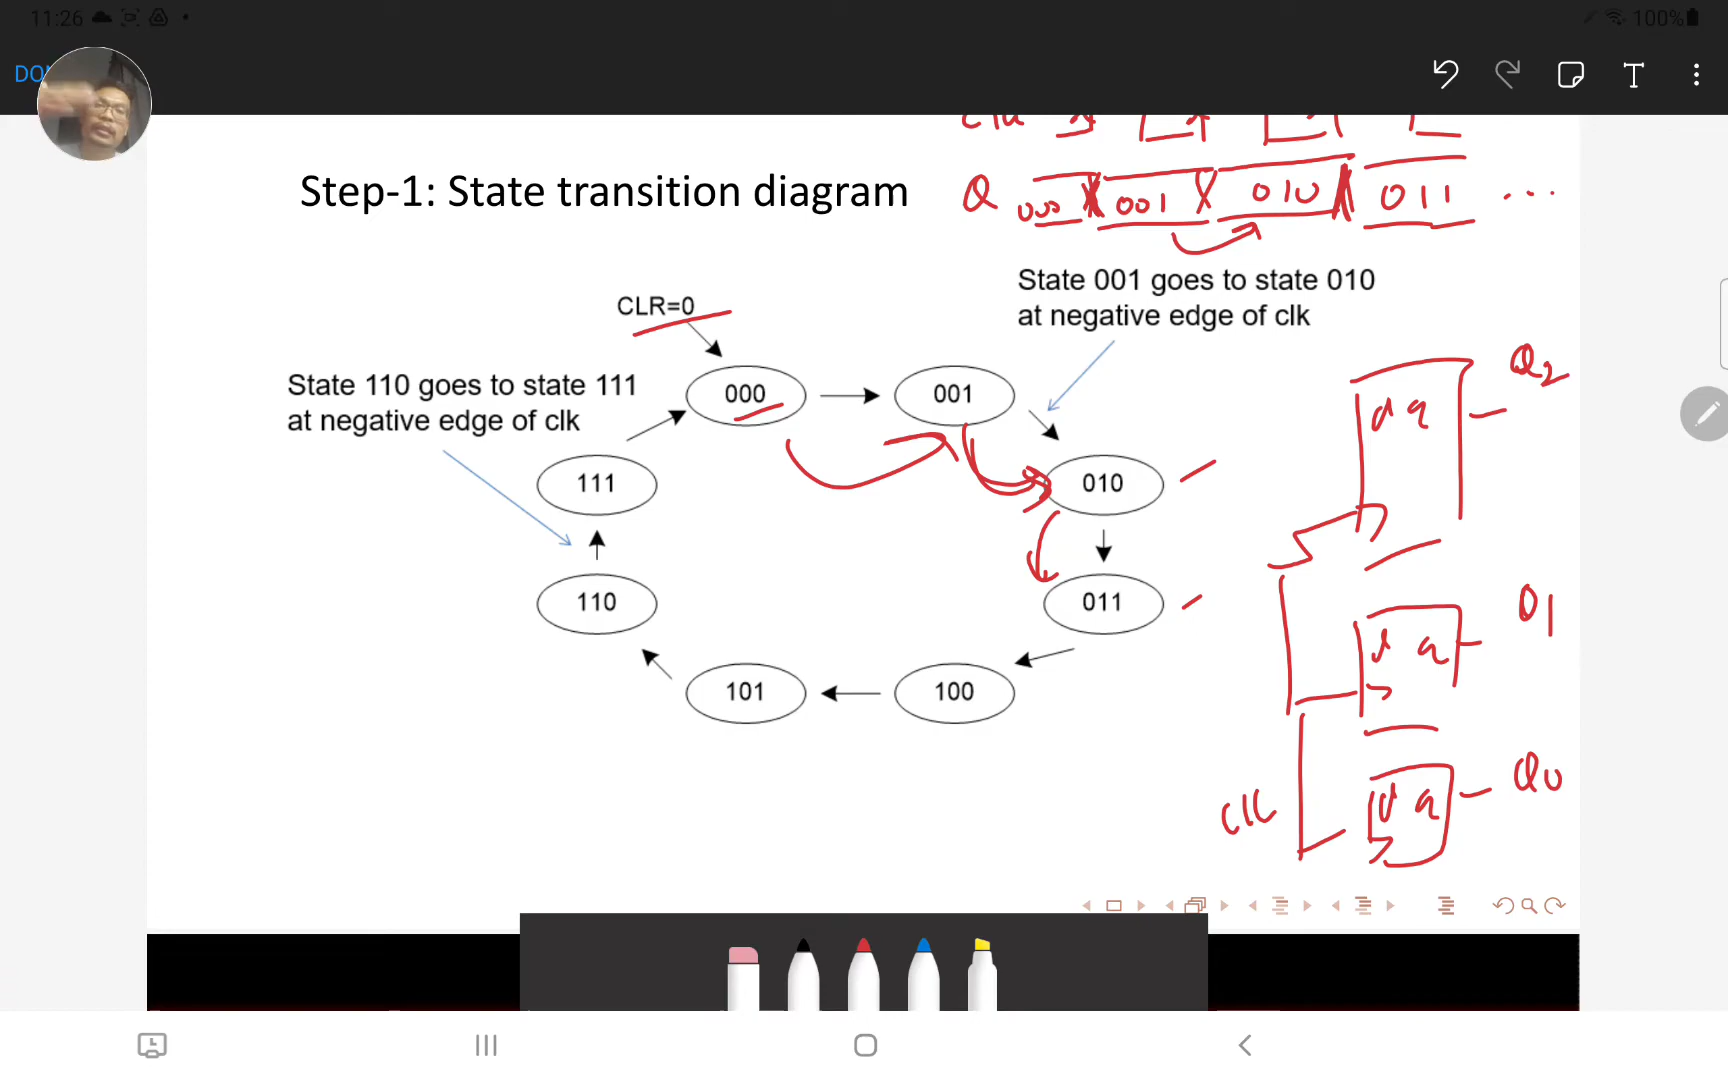 11:26
100%
Clk
Step-1: State transition diagram
Q 000 001 010 011 ...
State 001 goes to state 010
at negative edge of clk
CLR=0
State 110 goes to state 111
at negative edge of clk
000
001
Q2
d q
111
010
110
011
Q1
d q
101
100
Clk
d q
Q0